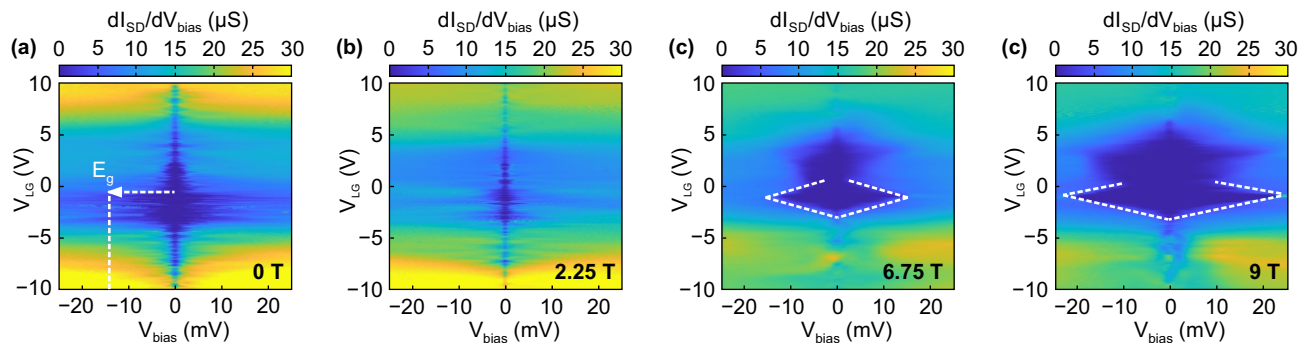 dI_SD/dV_bias (µS) dI_SD/dV_bias (µS) dI_SD/dV_bias (µS) dI_SD/dV_bias (µS)
(a) 0 5 10 15 20 25 30 (b) 0 5 10 15 20 25 30 (c) 0 5 10 15 20 25 30 (c) 0 5 10 15 20 25 30
10 10 10 10
5 5 5 5
E_g
V_LG (V) 0 V_LG (V) 0 V_LG (V) 0 V_LG (V) 0
−5 −5 −5 −5
0 T 2.25 T 6.75 T 9 T
−10 −10 −10 −10
−20 −10 0 10 20 −20 −10 0 10 20 −20 −10 0 10 20 −20 −10 0 10 20
V_bias (mV) V_bias (mV) V_bias (mV) V_bias (mV)